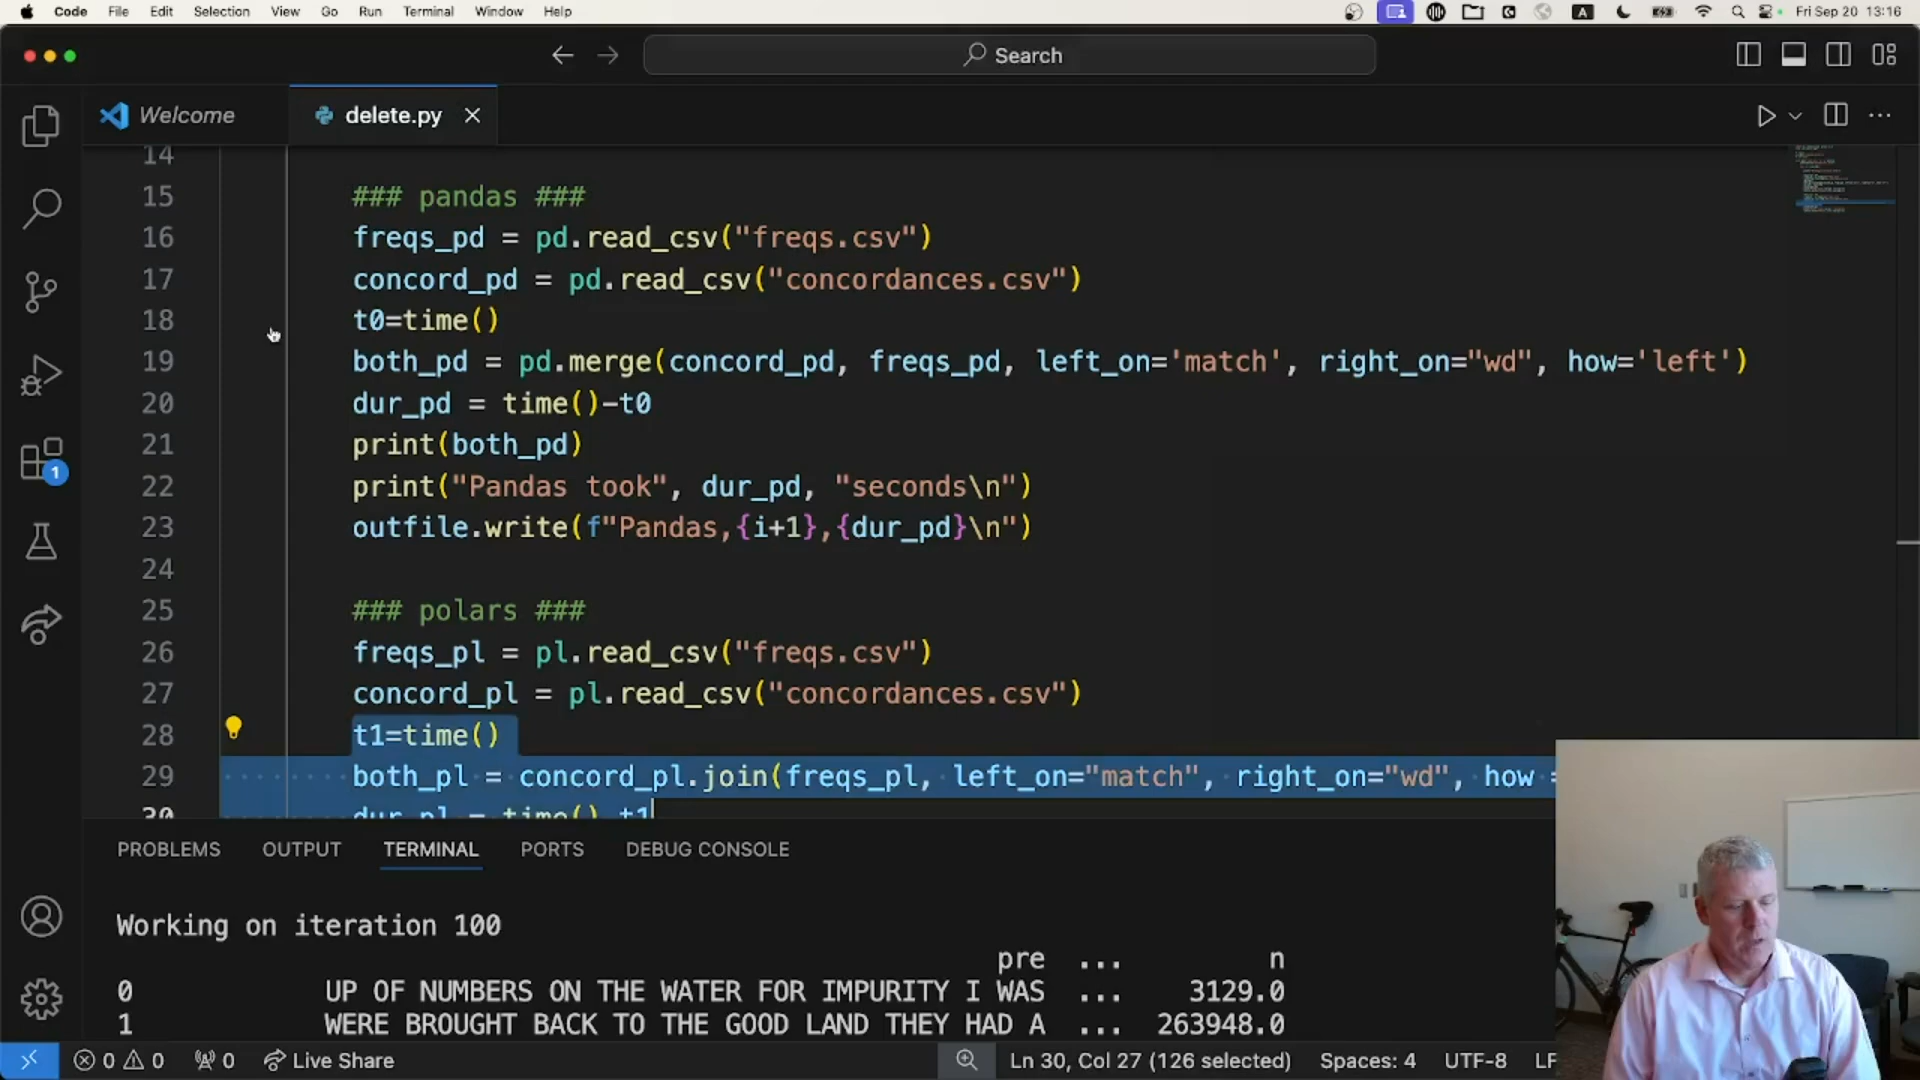 Code File Edit Selection View Go Run Terminal Window Help A Fri Sep 20 13:16
Search
Welcome delete.py
14
15 ### pandas ###
16 freqs_pd = pd.read_csv("freqs.csv")
17 concord_pd = pd.read_csv("concordances.csv")
18 t0=time()
19 both_pd = pd.merge(concord_pd, freqs_pd, left_on='match', right_on="wd", how='left')
20 dur_pd = time()-t0
21 print(both_pd)
22 print("Pandas took", dur_pd, "seconds\n")
23 outfile.write(f"Pandas,{i+1},{dur_pd}\n")
24
25 ### polars ###
26 freqs_pl = pl.read_csv("freqs.csv")
27 concord_pl = pl.read_csv("concordances.csv")
28 t1=time()
29 both_pl = concord_pl.join(freqs_pl, left_on="match", right_on="wd", how =
30 dur_pl = time()-t1
1
PROBLEMS OUTPUT TERMINAL PORTS DEBUG CONSOLE
Working on iteration 100
pre ... n
0 UP OF NUMBERS ON THE WATER FOR IMPURITY I WAS ... 3129.0
1 WERE BROUGHT BACK TO THE GOOD LAND THEY HAD A ... 263948.0
0 0 0 Live Share Ln 30, Col 27 (126 selected) Spaces: 4 UTF-8 LF